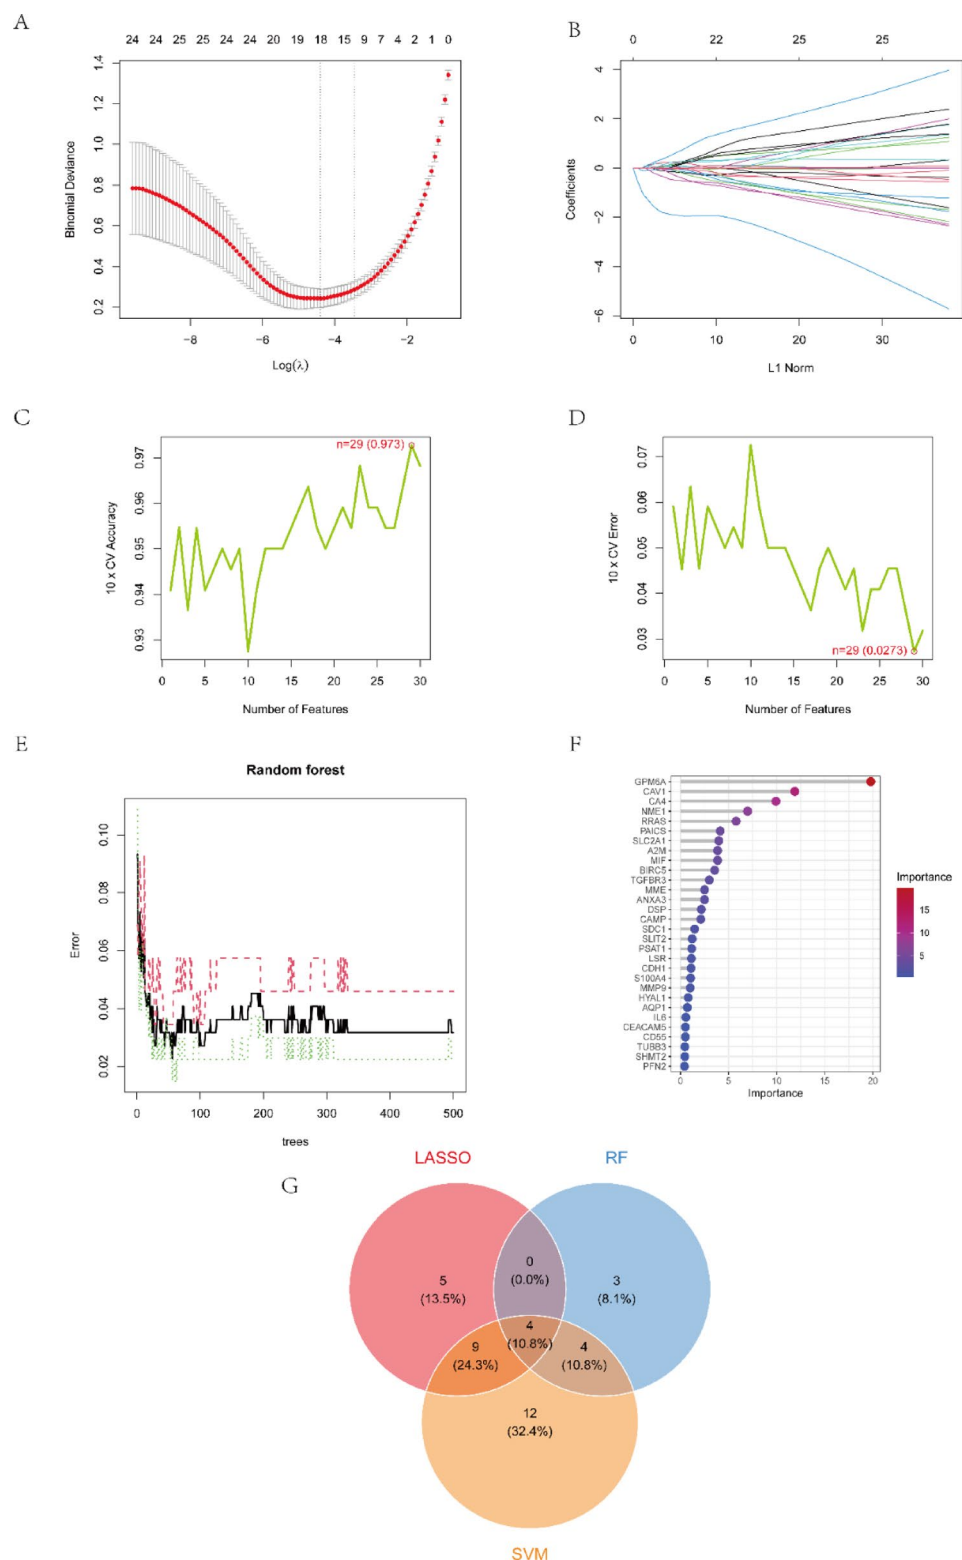 A
24 24 25 25 24 24 20 19 18 15 9 7 4 2 1 0
1.4
1.2
1.0
0.8
0.6
0.4
0.2
Binomial Deviance
−8 −6 −4 −2
Log(λ)
B
0 22 25 25
4
2
0
−2
−4
−6
Coefficients
0 10 20 30
L1 Norm
C
n=29 (0.973)
0.97
0.96
0.95
0.94
0.93
10 x CV Accuracy
0 5 10 15 20 25 30
Number of Features
D
0.07
0.06
0.05
0.04
0.03
10 x CV Error
n=29 (0.0273)
0 5 10 15 20 25 30
Number of Features
E
Random forest
0.10
0.08
0.06
0.04
0.02
Error
0 100 200 300 400 500
trees
F
GPM6A
CAV1
CA4
NME1
RRAS
PAICS
SLC2A1
A2M
MIF
BIRC5
TGFBR3
MME
ANXA3
DSP
CAMP
SDC1
SLIT2
PSAT1
LSR
CDH1
S100A4
MMP9
HYAL1
AQP1
IL6
CEACAM5
CD55
TUBB3
SHMT2
PFN2
0 5 10 15 20
Importance
Importance
15
10
5
G
LASSO
RF
0
(0.0%)
5
(13.5%)
3
(8.1%)
4
(10.8%)
9
(24.3%)
4
(10.8%)
12
(32.4%)
SVM